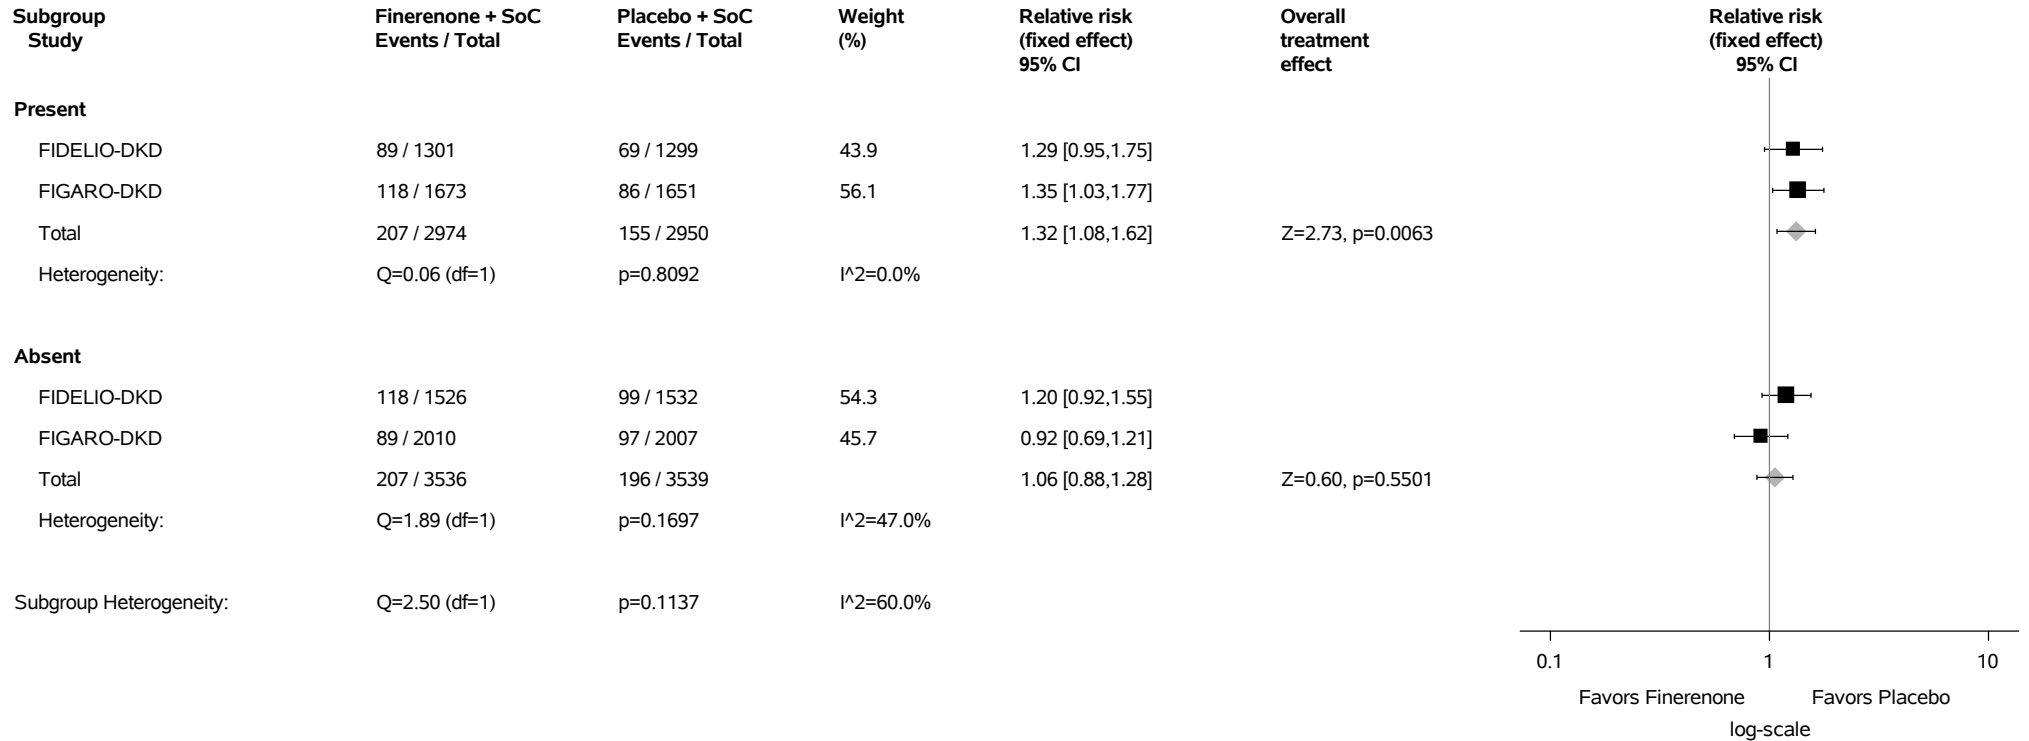 Subgroup Finerenone + SoC Placebo + SoC Weight Relative risk Overall Relative risk
Study Events / Total Events / Total (%) (fixed effect) treatment (fixed effect)
95% CI effect 95% CI
Present
FIDELIO-DKD 89 / 1301 69 / 1299 43.9 1.29 [0.95,1.75]
FIGARO-DKD 118 / 1673 86 / 1651 56.1 1.35 [1.03,1.77]
Total 207 / 2974 155 / 2950 1.32 [1.08,1.62] Z=2.73, p=0.0063
Heterogeneity: Q=0.06 (df=1) p=0.8092 I^2=0.0%
Absent
FIDELIO-DKD 118 / 1526 99 / 1532 54.3 1.20 [0.92,1.55]
FIGARO-DKD 89 / 2010 97 / 2007 45.7 0.92 [0.69,1.21]
Total 207 / 3536 196 / 3539 1.06 [0.88,1.28] Z=0.60, p=0.5501
Heterogeneity: Q=1.89 (df=1) p=0.1697 I^2=47.0%
Subgroup Heterogeneity: Q=2.50 (df=1) p=0.1137 I^2=60.0%
0.1 1 10
Favors Finerenone Favors Placebo
log-scale